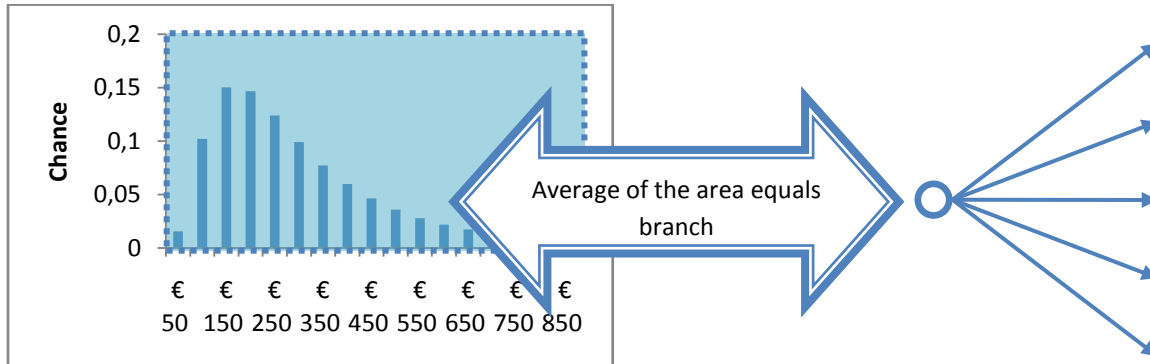 0,2
0,15
0,1
0,05
0
Chance
€ € € € € € € € €
50 150 250 350 450 550 650 750 850
Average of the area equals
branch